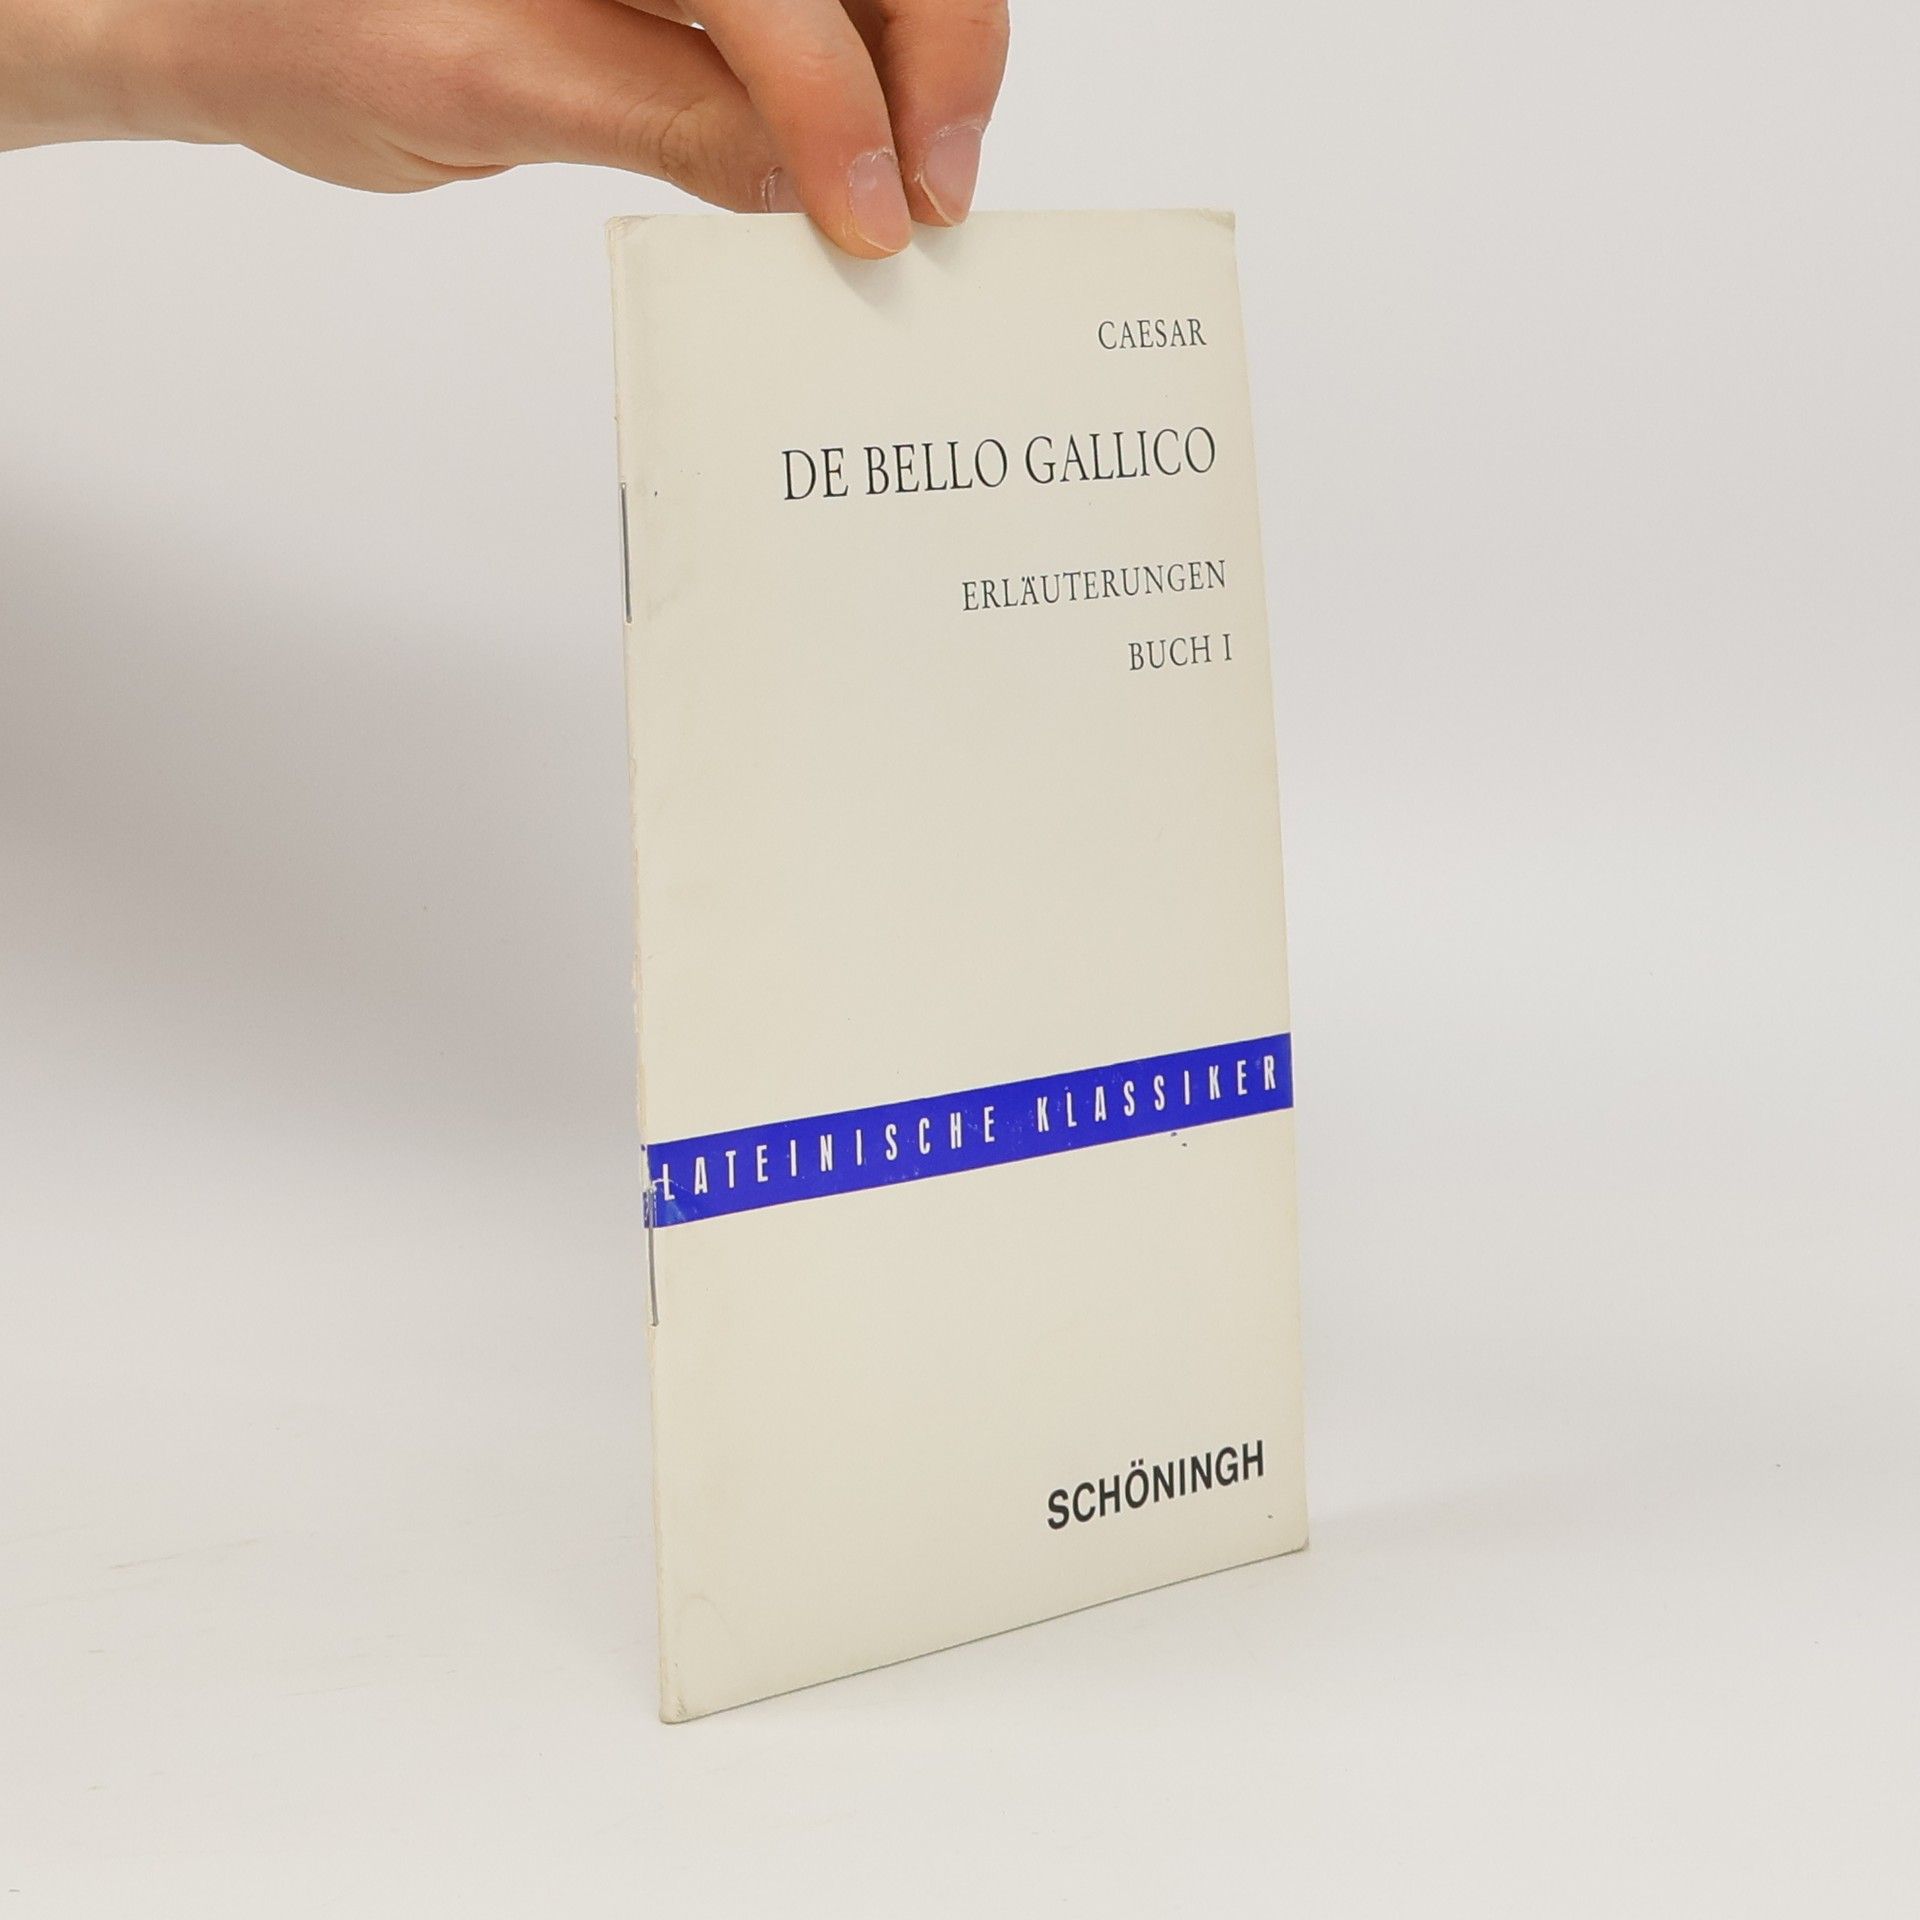 CAESAR
DE BELLO GALLICO
ERLÄUTERUNGEN
BUCH I
LATEINISCHE KLASSIKER
SCHÖNINGH